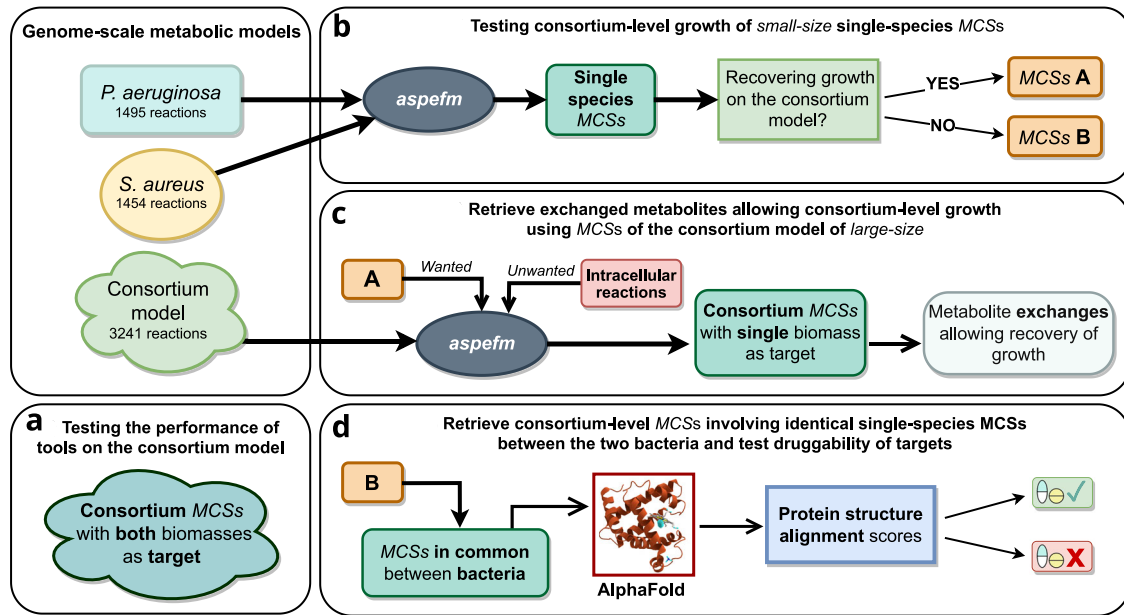 Genome-scale metabolic models
P. aeruginosa
1495 reactions
S. aureus
1454 reactions
Consortium
model
3241 reactions
a
Testing the performance of
tools on the consortium model
Consortium MCSs
with both biomasses
as target
b
Testing consortium-level growth of small-size single-species MCSs
aspefm
Single
species
MCSs
Recovering growth
on the consortium
model?
YES
NO
MCSs A
MCSs B
c
Retrieve exchanged metabolites allowing consortium-level growth
using MCSs of the consortium model of large-size
A
Wanted
Unwanted
Intracellular
reactions
aspefm
Consortium MCSs
with single biomass
as target
Metabolite exchanges
allowing recovery of
growth
d
Retrieve consortium-level MCSs involving identical single-species MCSs
between the two bacteria and test druggability of targets
B
MCSs in common
between bacteria
AlphaFold
Protein structure
alignment scores